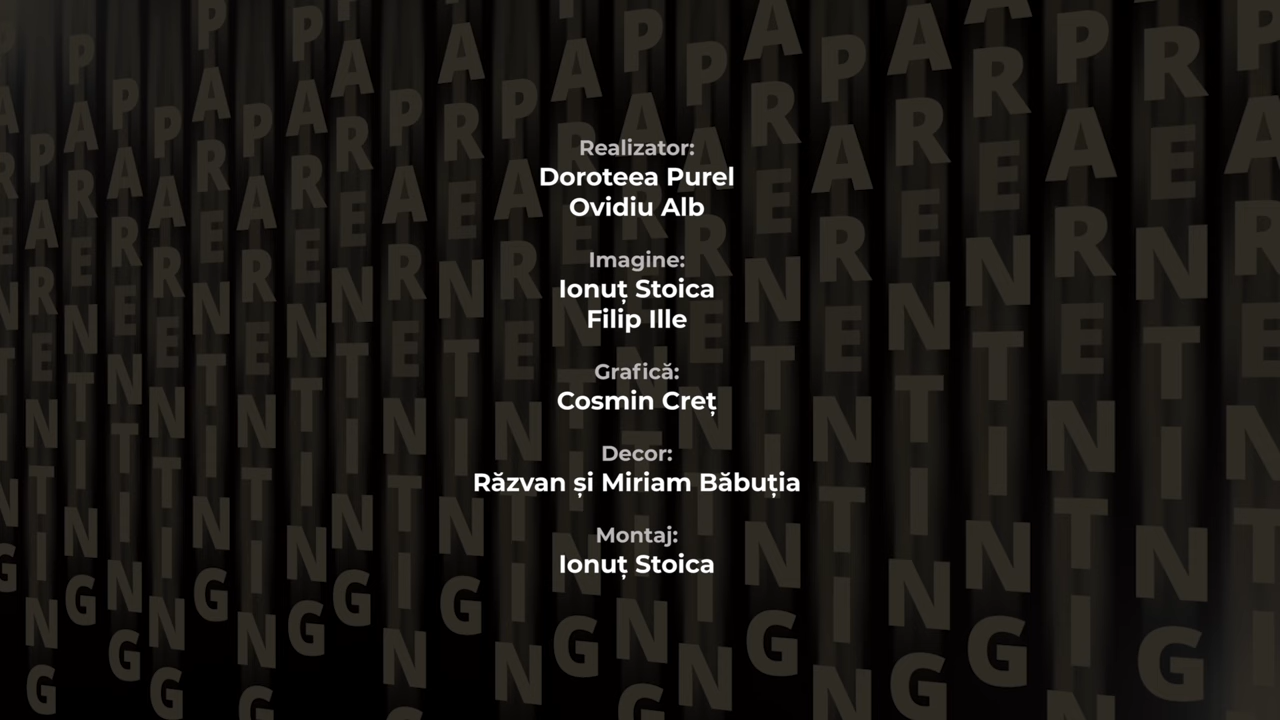 Realizator:
Doroteea Purel
Ovidiu Alb
Imagine:
Ionuț Stoica
Filip Ille
Grafică:
Cosmin Creț
Decor:
Răzvan și Miriam Băbuția
Montaj:
Ionuț Stoica
PARENTING